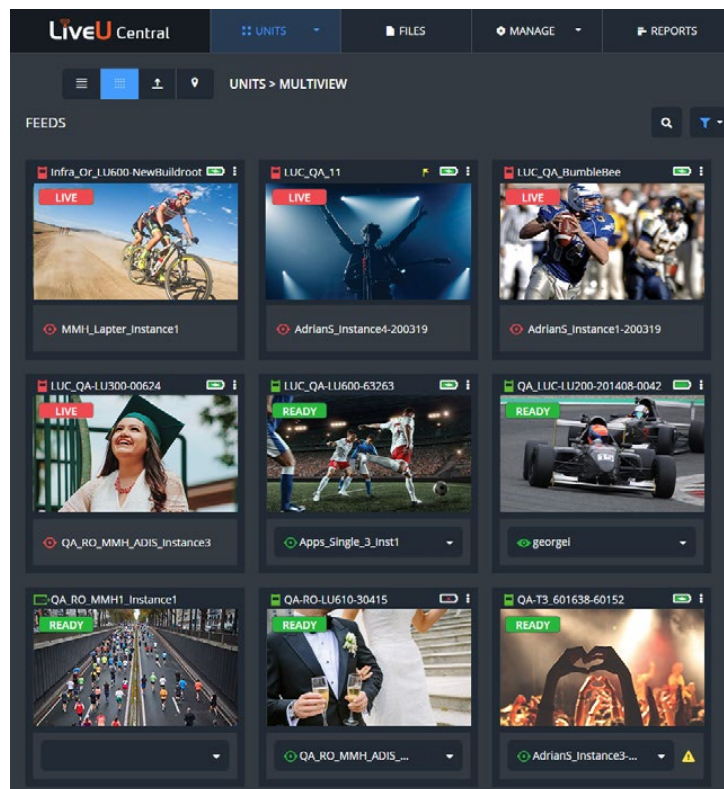 LiveU Central
UNITS
FILES
MANAGE
REPORTS
UNITS > MULTIVIEW
FEEDS
Infra_Or_LU600-NewBuildroot
LIVE
MMH_Lapter_Instance1
LUC_QA_11
LIVE
AdrianS_Instance4-200319
LUC_QA_BumbleBee
LIVE
AdrianS_Instance1-200319
LUC_QA-LU300-00624
LIVE
QA_RO_MMH_ADIS_Instance3
LUC_QA-LU600-63263
READY
Apps_Single_3_Inst1
QA_LUC-LU200-201408-0042
READY
georgel
QA_RO_MMH1_Instance1
READY
QA-RO-LU610-30415
READY
QA_RO_MMH_ADIS_...
QA-T3_601638-60152
READY
AdrianS_Instance3-...